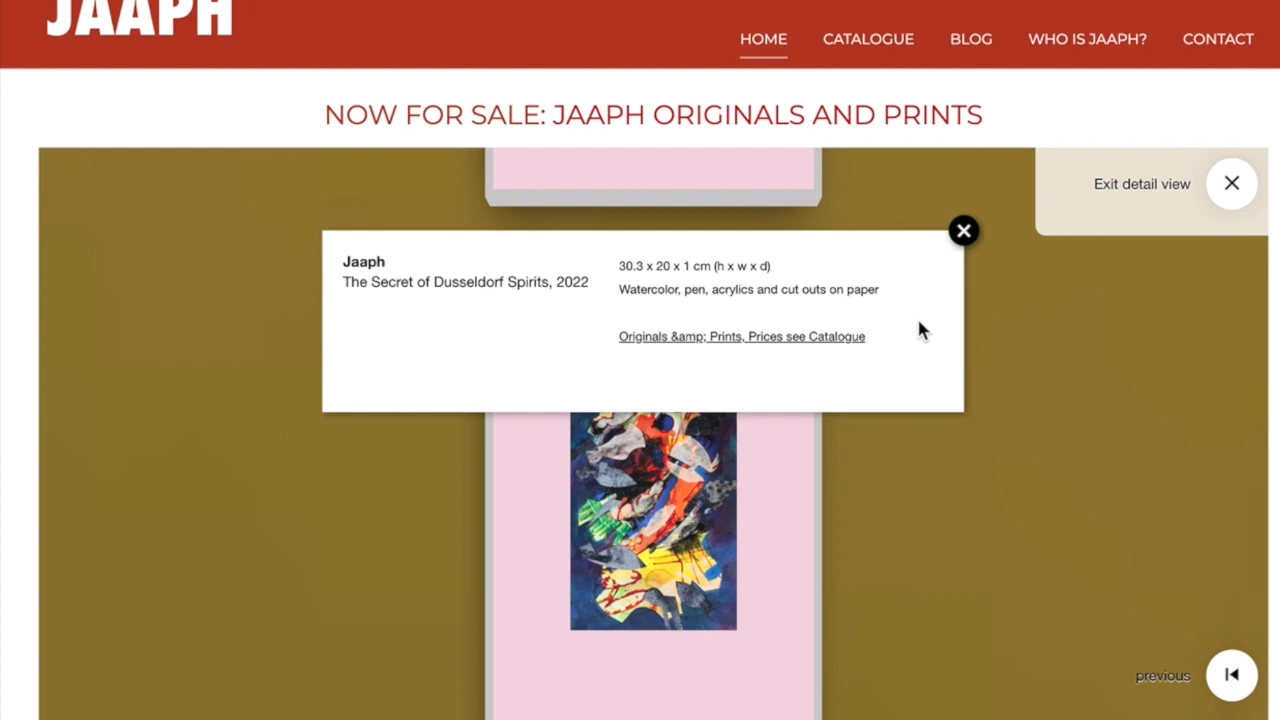 JAAPH
HOME CATALOGUE BLOG WHO IS JAAPH? CONTACT
NOW FOR SALE: JAAPH ORIGINALS AND PRINTS
Exit detail view
Jaaph
The Secret of Dusseldorf Spirits, 2022
30.3 x 20 x 1 cm (h x w x d)
Watercolor, pen, acrylics and cut outs on paper
Originals &amp; Prints, Prices see Catalogue
previous